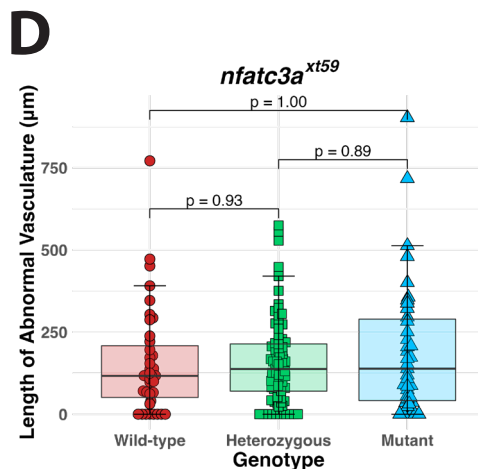 D
nfatc3a^xt59
p = 1.00
p = 0.89
p = 0.93
Length of Abnormal Vasculature (µm)
750
500
250
0
Wild-type Heterozygous Mutant
Genotype